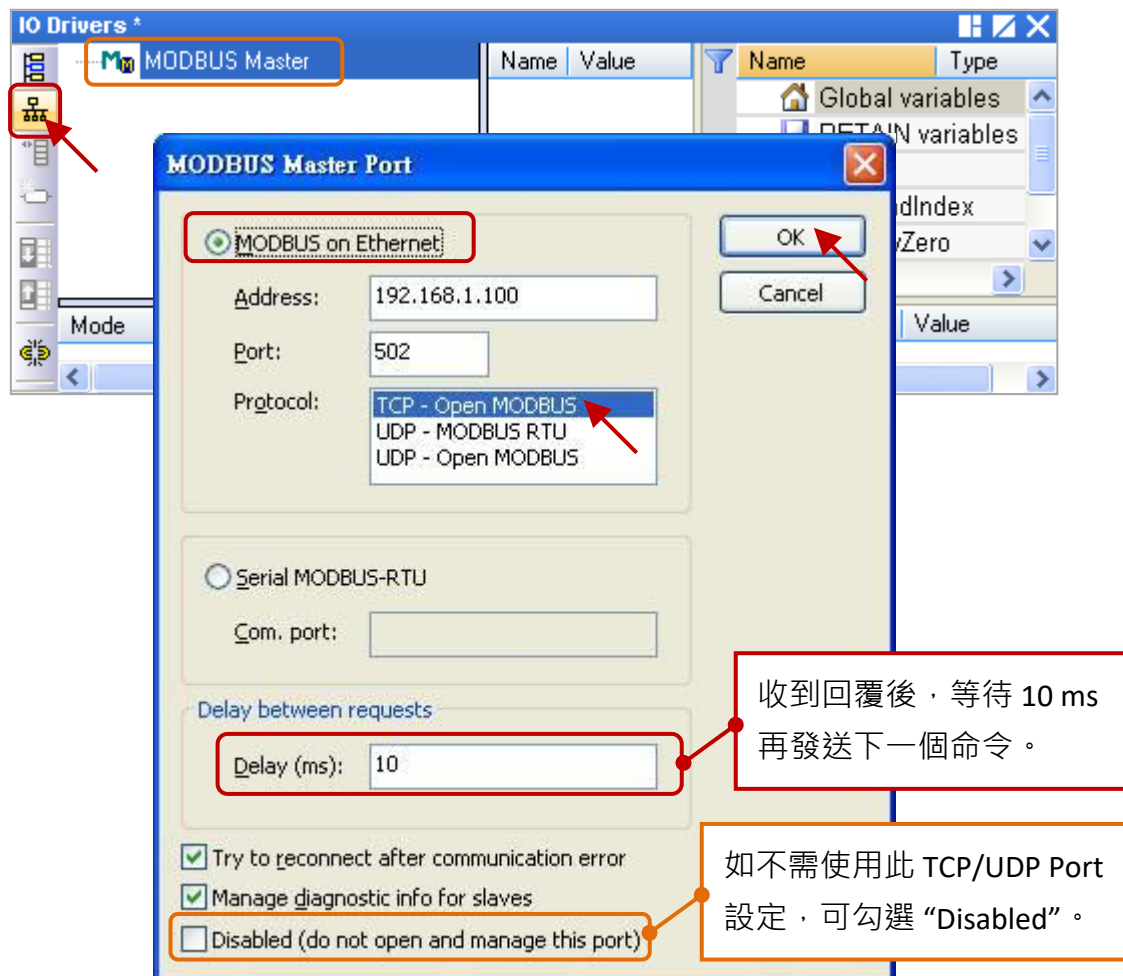 IO Drivers *
MODBUS Master
Name Value
Name Type
Global variables
RETAIN variables
MODBUS Master Port
MODBUS on Ethernet
OK
Address: 192.168.1.100
Cancel
Port: 502
Mode
Value
Protocol: TCP - Open MODBUS
UDP - MODBUS RTU
UDP - Open MODBUS
Serial MODBUS-RTU
Com. port:
Delay between requests
Delay (ms): 10
收到回覆後，等待 10 ms
再發送下一個命令。
Try to reconnect after communication error
Manage diagnostic info for slaves
Disabled (do not open and manage this port)
如不需使用此 TCP/UDP Port
設定，可勾選 “Disabled”。